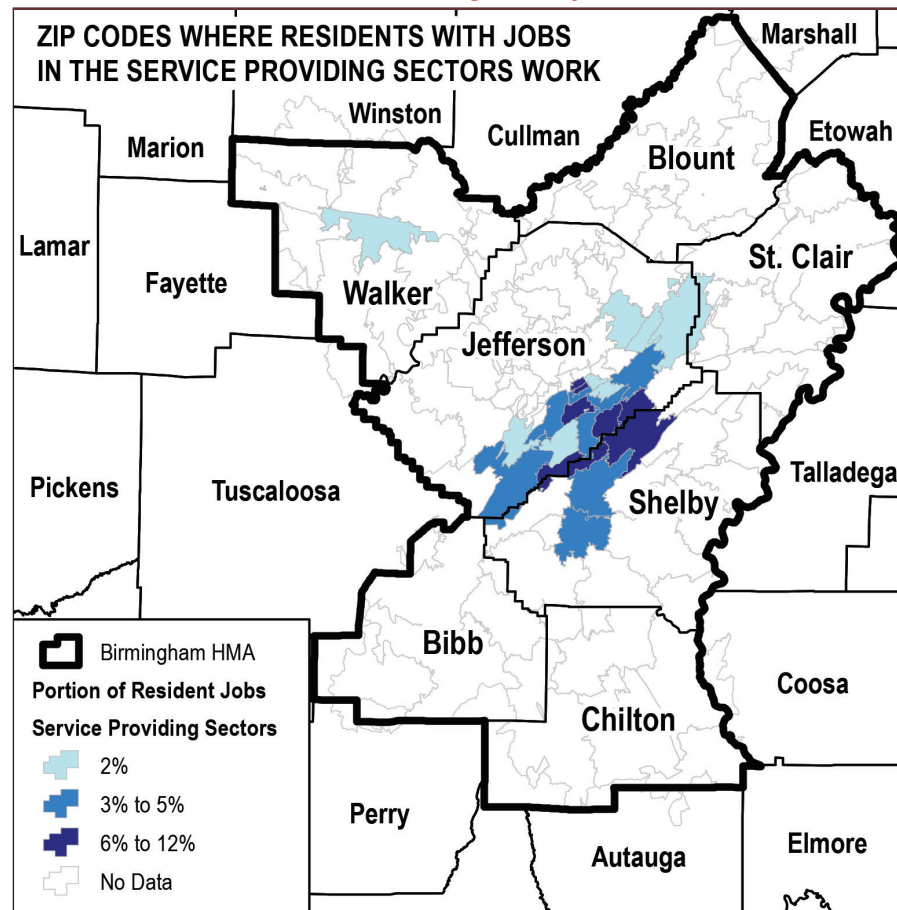 ZIP CODES WHERE RESIDENTS WITH JOBS
IN THE SERVICE PROVIDING SECTORS WORK
Marshall
Winston
Cullman
Etowah
Marion
Blount
Lamar
St. Clair
Fayette
Walker
Jefferson
Pickens
Tuscaloosa
Talladega
Shelby
Bibb
Coosa
Chilton
Perry
Autauga
Elmore
Birmingham HMA
Portion of Resident Jobs
Service Providing Sectors
2%
3% to 5%
6% to 12%
No Data